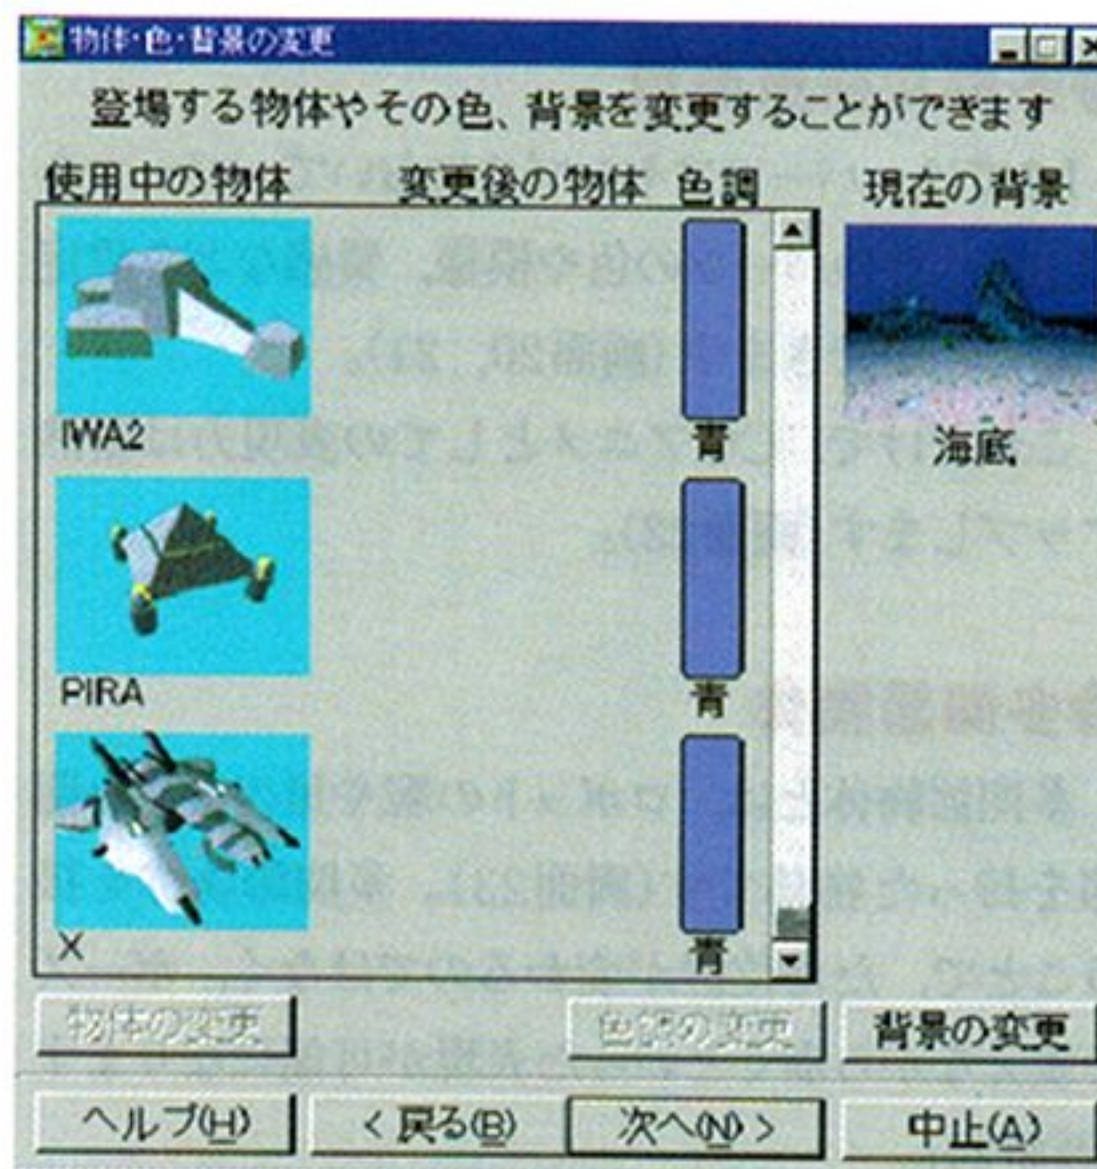 物体・色・背景の変更
登場する物体やその色、背景を変更することができます
使用中の物体 変更後の物体 色調 現在の背景
IWA2
青
海底
PIRA
青
X
青
物体の変更 色調の変更 背景の変更
ヘルプ(H) <戻る(B) 次へ(N)> 中止(A)